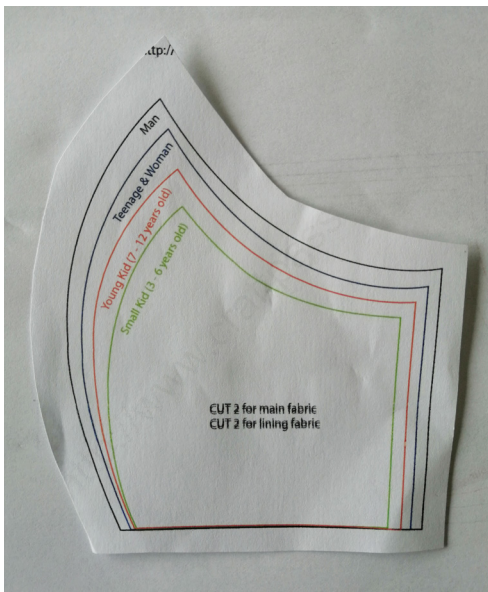 .ttp:/
Man
Teenage & Woman
Young Kid (7 - 12 years old)
Small Kid (3 - 6 years old)
CUT 2 for main fabric
CUT 2 for lining fabric